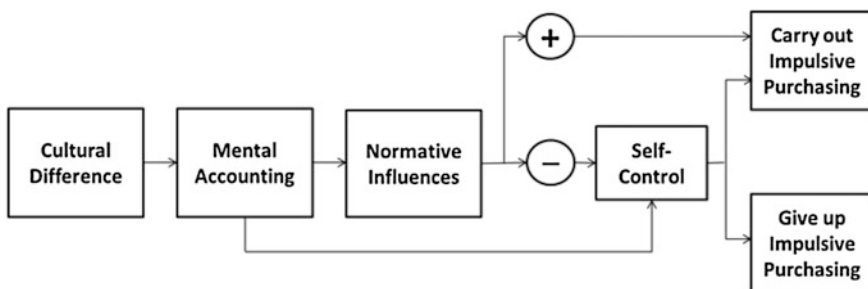 Cultural
Difference
Mental
Accounting
Normative
Influences
+
−
Self-
Control
Carry out
Impulsive
Purchasing
Give up
Impulsive
Purchasing